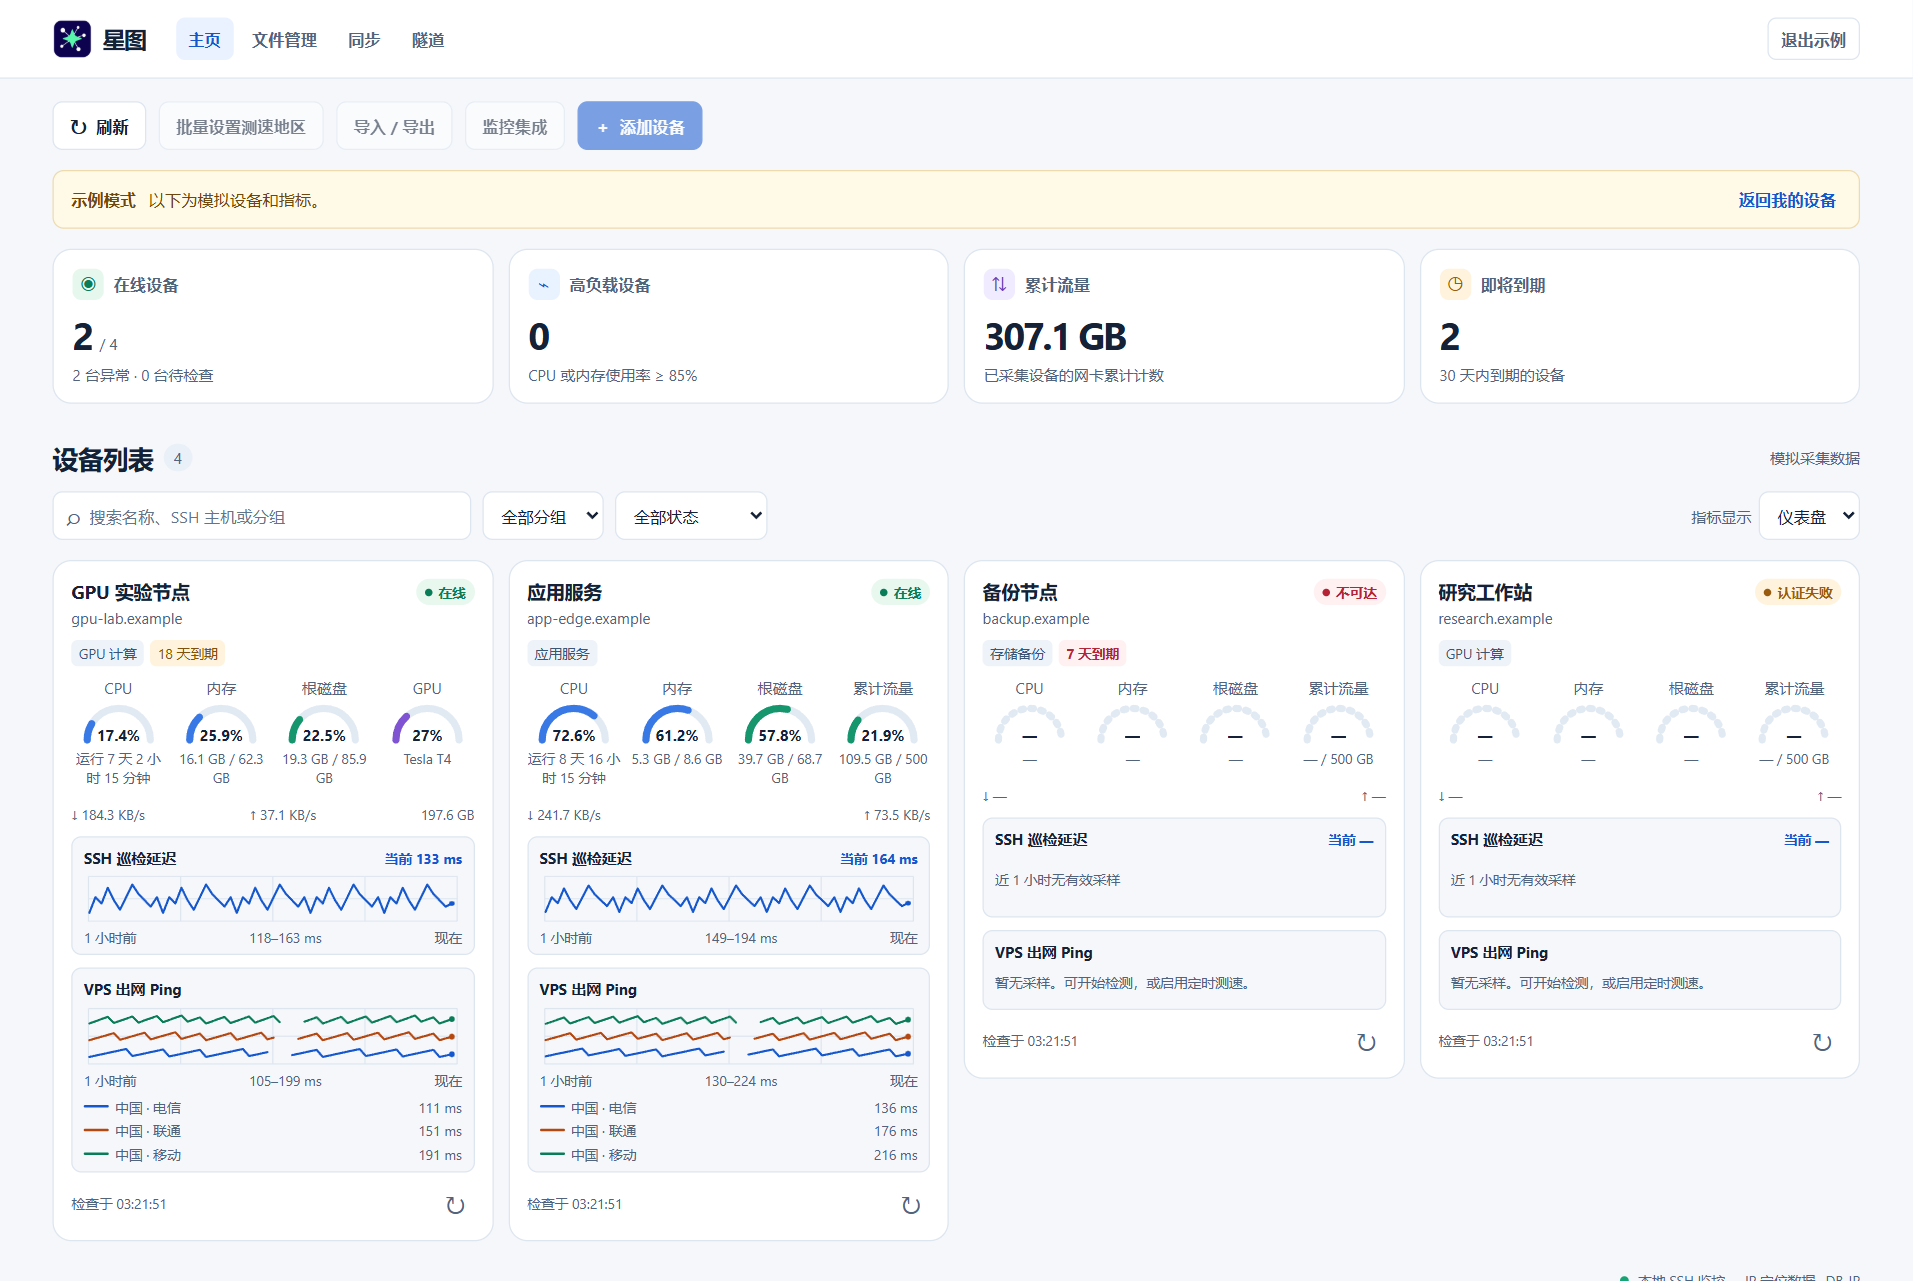 星图
主页
文件管理
同步
隧道
退出示例
刷新
批量设置测速地区
导入 / 导出
监控集成
+ 添加设备
示例模式 以下为模拟设备和指标。
返回我的设备
在线设备
2 / 4
2 台异常 · 0 台待检查
高负载设备
0
CPU 或内存使用率 ≥ 85%
累计流量
307.1 GB
已采集设备的网卡累计计数
即将到期
2
30 天内到期的设备
设备列表 4
模拟采集数据
搜索名称、SSH 主机或分组
全部分组
全部状态
指标显示
仪表盘
GPU 实验节点
在线
gpu-lab.example
GPU 计算
18 天到期
CPU 内存 根磁盘 GPU
17.4% 25.9% 22.5% 27%
运行 7 天 2 小时 15 分钟
16.1 GB / 62.3 GB
19.3 GB / 85.9 GB
Tesla T4
↓ 184.3 KB/s ↑ 37.1 KB/s 197.6 GB
SSH 巡检延迟 当前 133 ms
1 小时前 118–163 ms 现在
VPS 出网 Ping
1 小时前 105–199 ms 现在
中国 · 电信 111 ms
中国 · 联通 151 ms
中国 · 移动 191 ms
检查于 03:21:51
应用服务
在线
app-edge.example
应用服务
CPU 内存 根磁盘 累计流量
72.6% 61.2% 57.8% 21.9%
运行 8 天 16 小时 15 分钟
5.3 GB / 8.6 GB
39.7 GB / 68.7 GB
109.5 GB / 500 GB
↓ 241.7 KB/s ↑ 73.5 KB/s
SSH 巡检延迟 当前 164 ms
1 小时前 149–194 ms 现在
VPS 出网 Ping
1 小时前 130–224 ms 现在
中国 · 电信 136 ms
中国 · 联通 176 ms
中国 · 移动 216 ms
检查于 03:21:51
备份节点
不可达
backup.example
存储备份
7 天到期
CPU 内存 根磁盘 累计流量
— — — —
— — — — / 500 GB
↓ — ↑ —
SSH 巡检延迟 当前 —
近 1 小时无有效采样
VPS 出网 Ping
暂无采样。可开始检测，或启用定时测速。
检查于 03:21:51
研究工作站
认证失败
research.example
GPU 计算
CPU 内存 根磁盘 累计流量
— — — —
— — — — / 500 GB
↓ — ↑ —
SSH 巡检延迟 当前 —
近 1 小时无有效采样
VPS 出网 Ping
暂无采样。可开始检测，或启用定时测速。
检查于 03:21:51
本地 SSH 监控 IP 定位数据 DB-IP